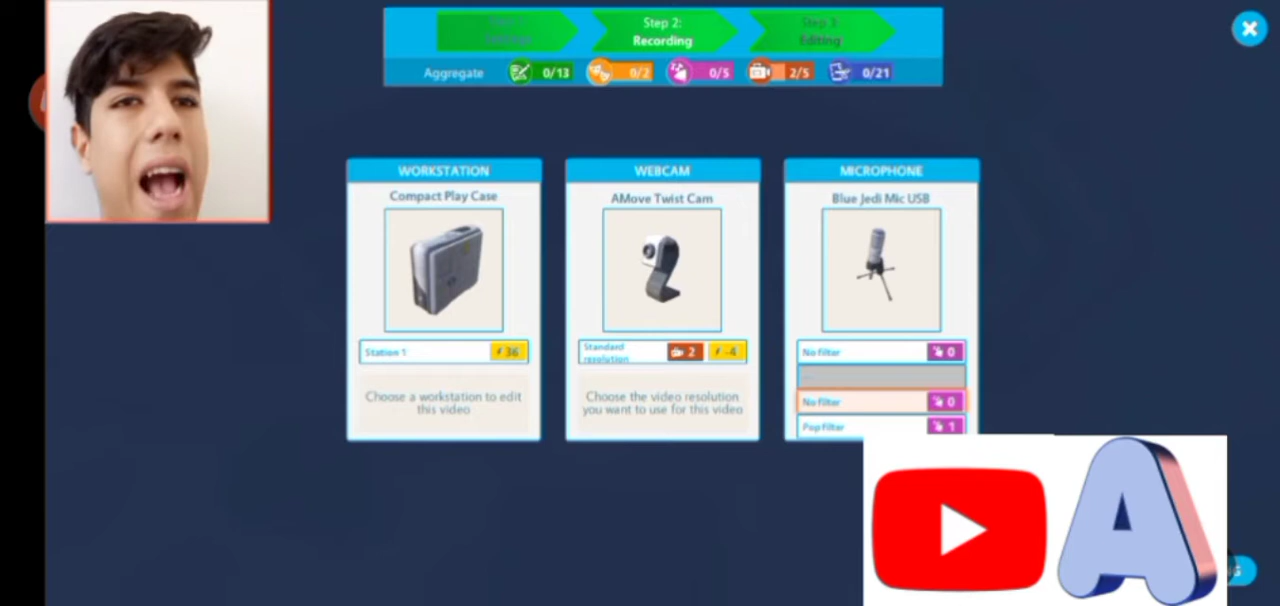 Step 2:
Recording
Step 3:
Editing
Aggregate 0/13 0/2 0/5 2/5 0/21
WORKSTATION
Compact Play Case
Station 1 36
Choose a workstation to edit
this video
WEBCAM
AMove Twist Cam
Standard
resolution 2 -4
Choose the video resolution
you want to use for this video
MICROPHONE
Blue Jedi Mic USB
No filter 0
No filter 0
Pop filter 1
A